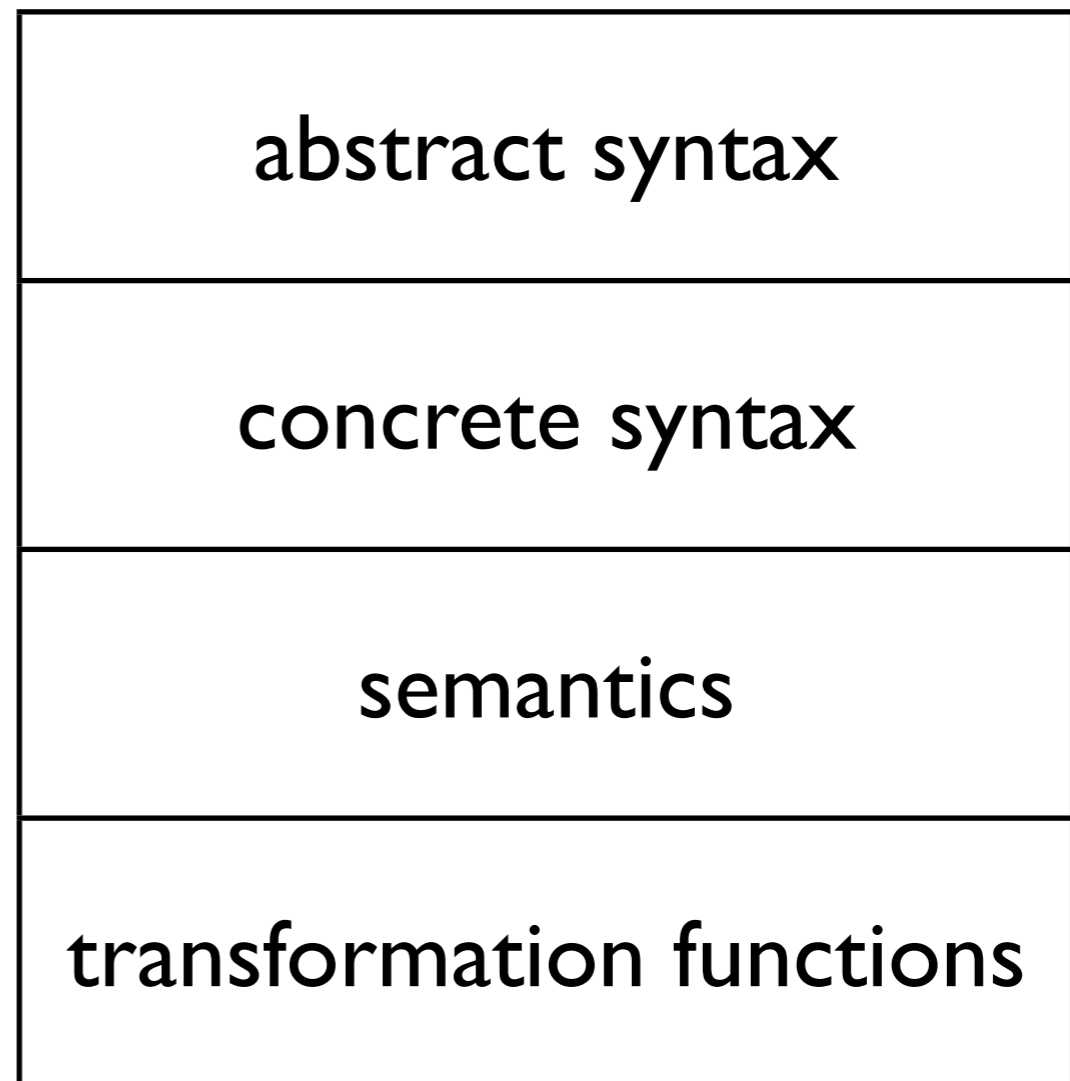 abstract syntax
concrete syntax
semantics
transformation functions